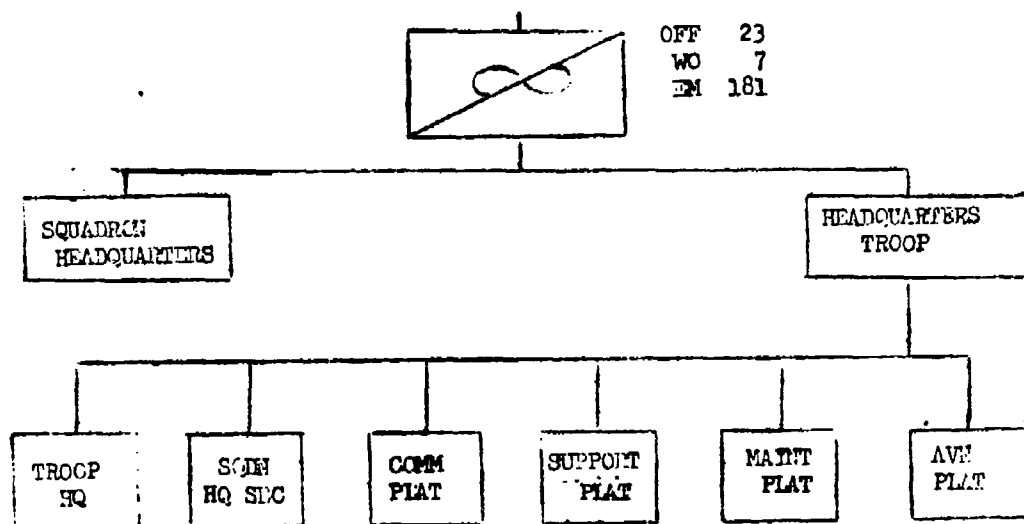 OFF 23
WO 7
EM 181
SQUADRON
HEADQUARTERS
HEADQUARTERS
TROOP
TROOP
HQ
SQDN
HQ SEC
COMM
PLAT
SUPPORT
PLAT
MAINT
PLAT
AVN
PLAT